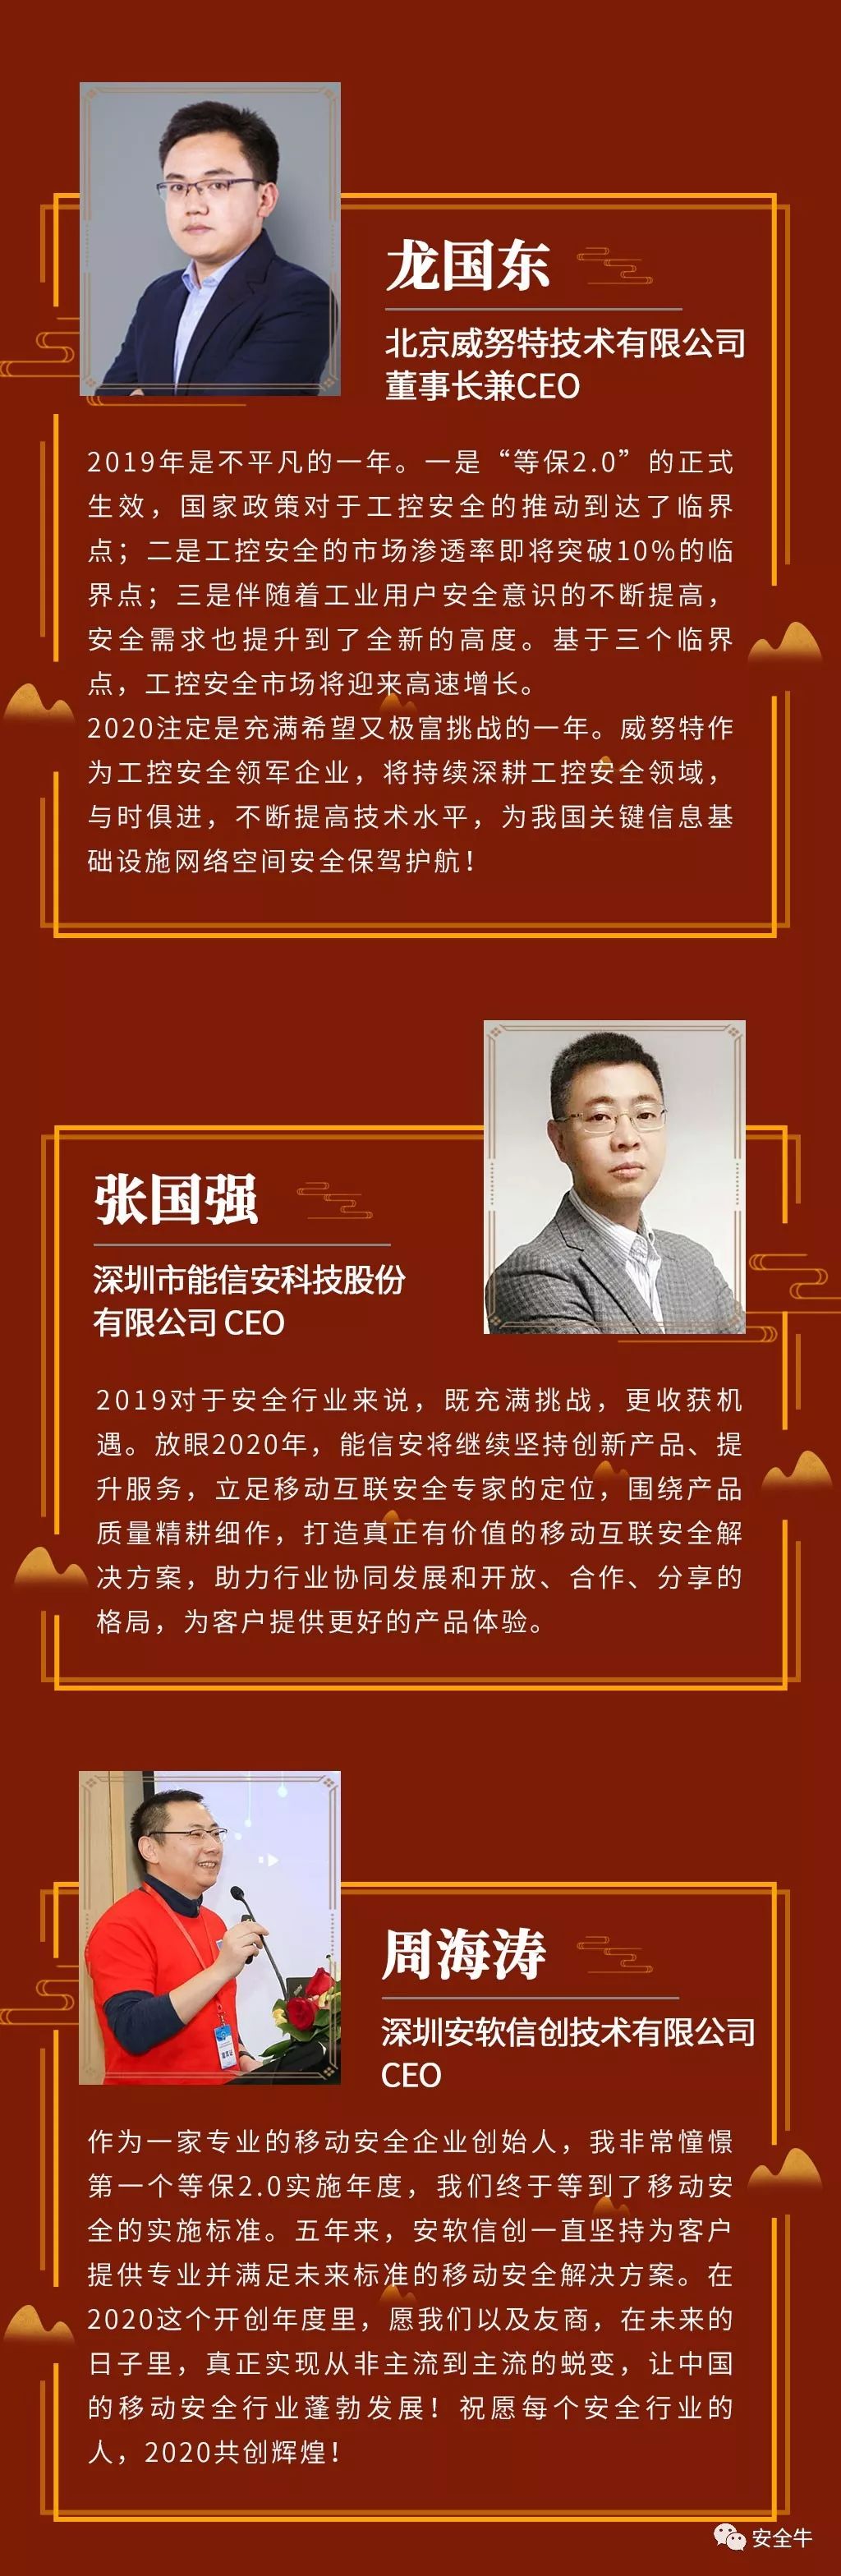 龙国东
北京威努特技术有限公司
董事长兼CEO
2019年是不平凡的一年。一是“等保2.0”的正式
生效，国家政策对于工控安全的推动到达了临界
点；二是工控安全的市场渗透率即将突破10%的临
界点；三是伴随着工业用户安全意识的不断提高，
安全需求也提升到了全新的高度。基于三个临界
点，工控安全市场将迎来高速增长。
2020注定是充满希望又极富挑战的一年。威努特作
为工控安全领军企业，将持续深耕工控安全领域，
与时俱进，不断提高技术水平，为我国关键信息基
础设施网络空间安全保驾护航！
张国强
深圳市能信安科技股份
有限公司 CEO
2019对于安全行业来说，既充满挑战，更收获机
遇。放眼2020年，能信安将继续坚持创新产品、提
升服务，立足移动互联安全专家的定位，围绕产品
质量精耕细作，打造真正有价值的移动互联安全解
决方案，助力行业协同发展和开放、合作、分享的
格局，为客户提供更好的产品体验。
周海涛
深圳安软信创技术有限公司
CEO
作为一家专业的移动安全企业创始人，我非常憧憬
第一个等保2.0实施年度，我们终于等到了移动安
全的实施标准。五年来，安软信创一直坚持为客户
提供专业并满足未来标准的移动安全解决方案。在
2020这个开创年度里，愿我们以及友商，在未来的
日子里，真正实现从非主流到主流的蜕变，让中国
的移动安全行业蓬勃发展！祝愿每个安全行业的
人，2020共创辉煌！
安全牛